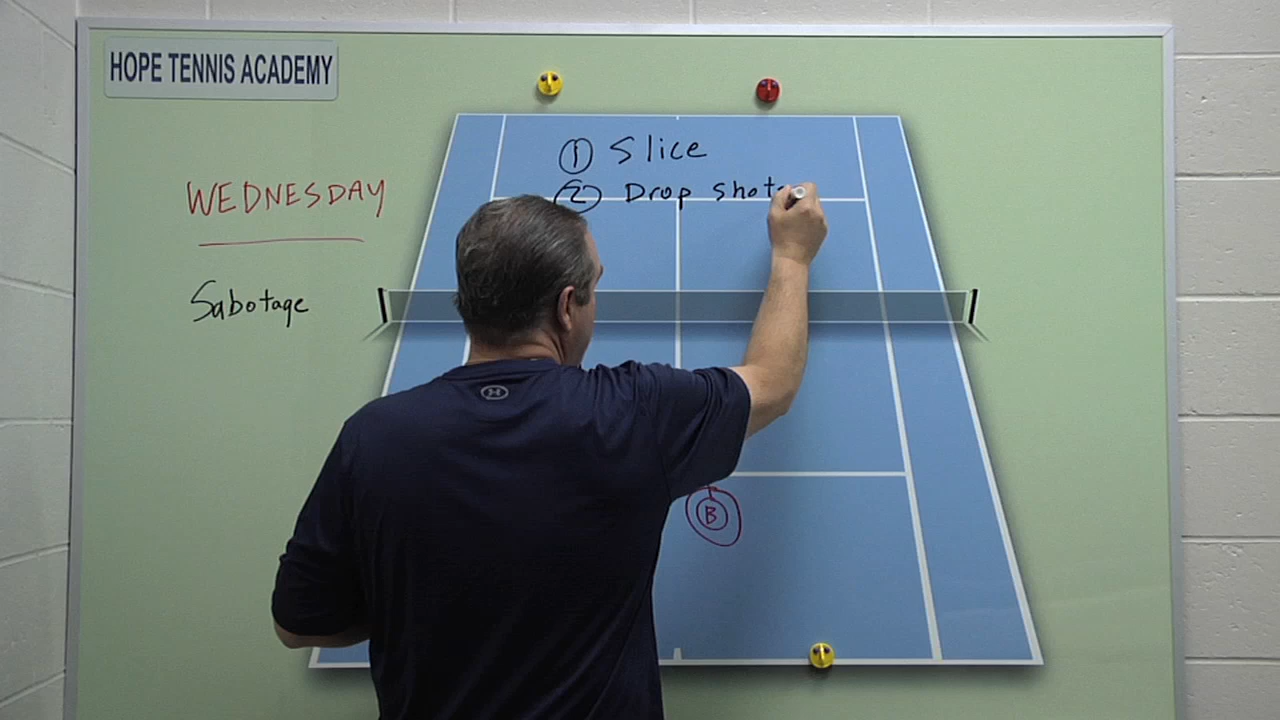 HOPE TENNIS ACADEMY
WEDNESDAY
Sabotage
① Slice
② Drop shot
B